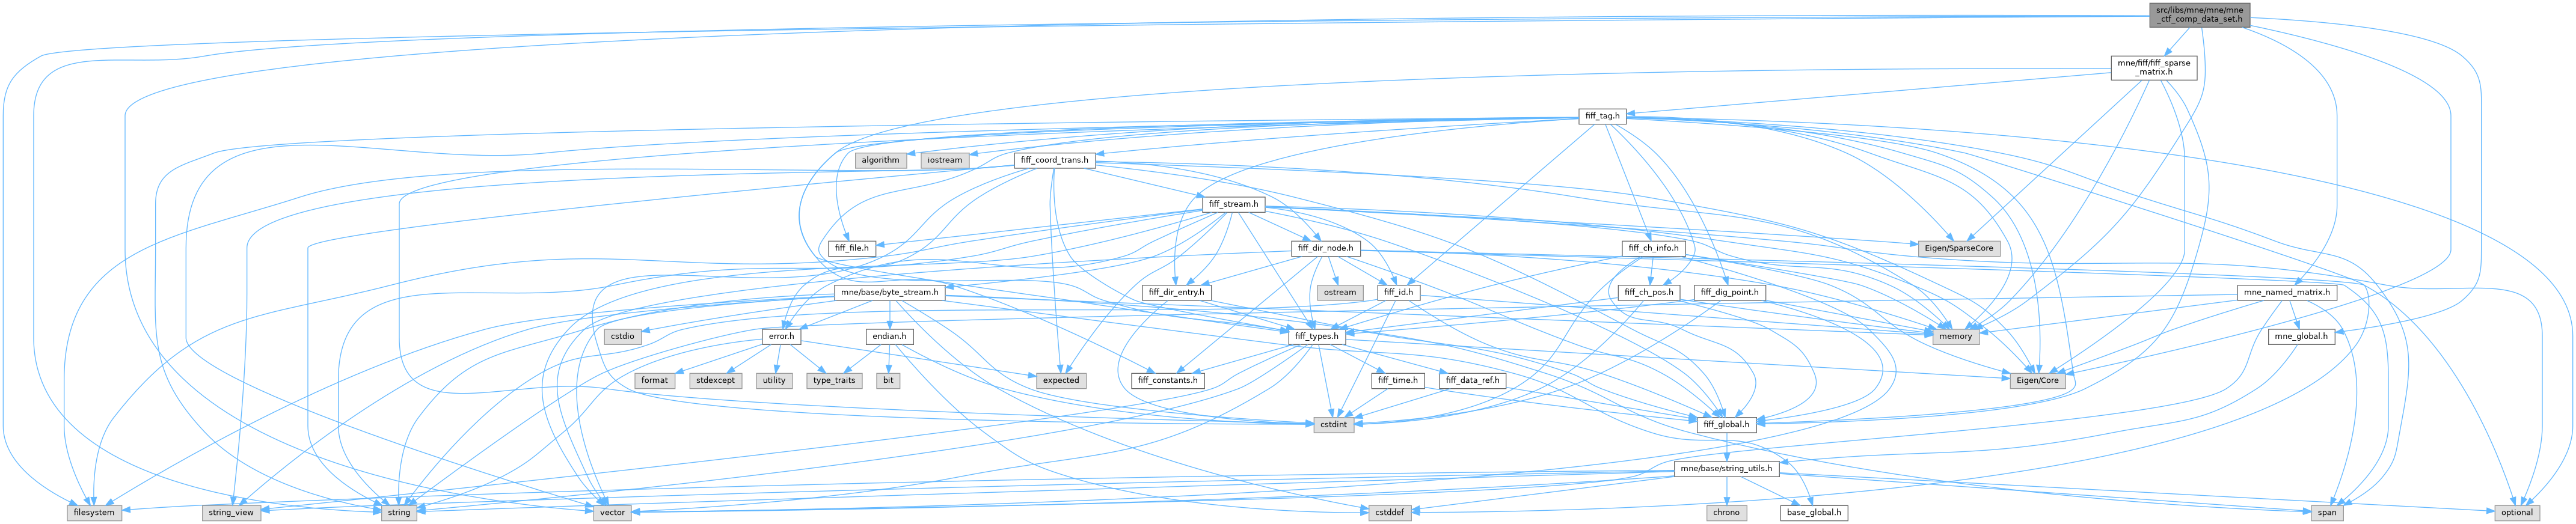 src/libs/mne/mne/mne
_ctf_comp_data_set.h
mne/fiff/fiff_sparse
_matrix.h
fiff_tag.h
algorithm
iostream
fiff_coord_trans.h
fiff_stream.h
fiff_file.h
fiff_dir_node.h
fiff_ch_info.h
Eigen/SparseCore
mne/base/byte_stream.h
fiff_dir_entry.h
ostream
fiff_id.h
fiff_ch_pos.h
fiff_dig_point.h
mne_named_matrix.h
cstdio
error.h
endian.h
fiff_types.h
memory
mne_global.h
format
stdexcept
utility
type_traits
bit
expected
fiff_constants.h
fiff_time.h
fiff_data_ref.h
Eigen/Core
cstdint
fiff_global.h
mne/base/string_utils.h
filesystem
string_view
string
vector
cstddef
chrono
base_global.h
span
optional